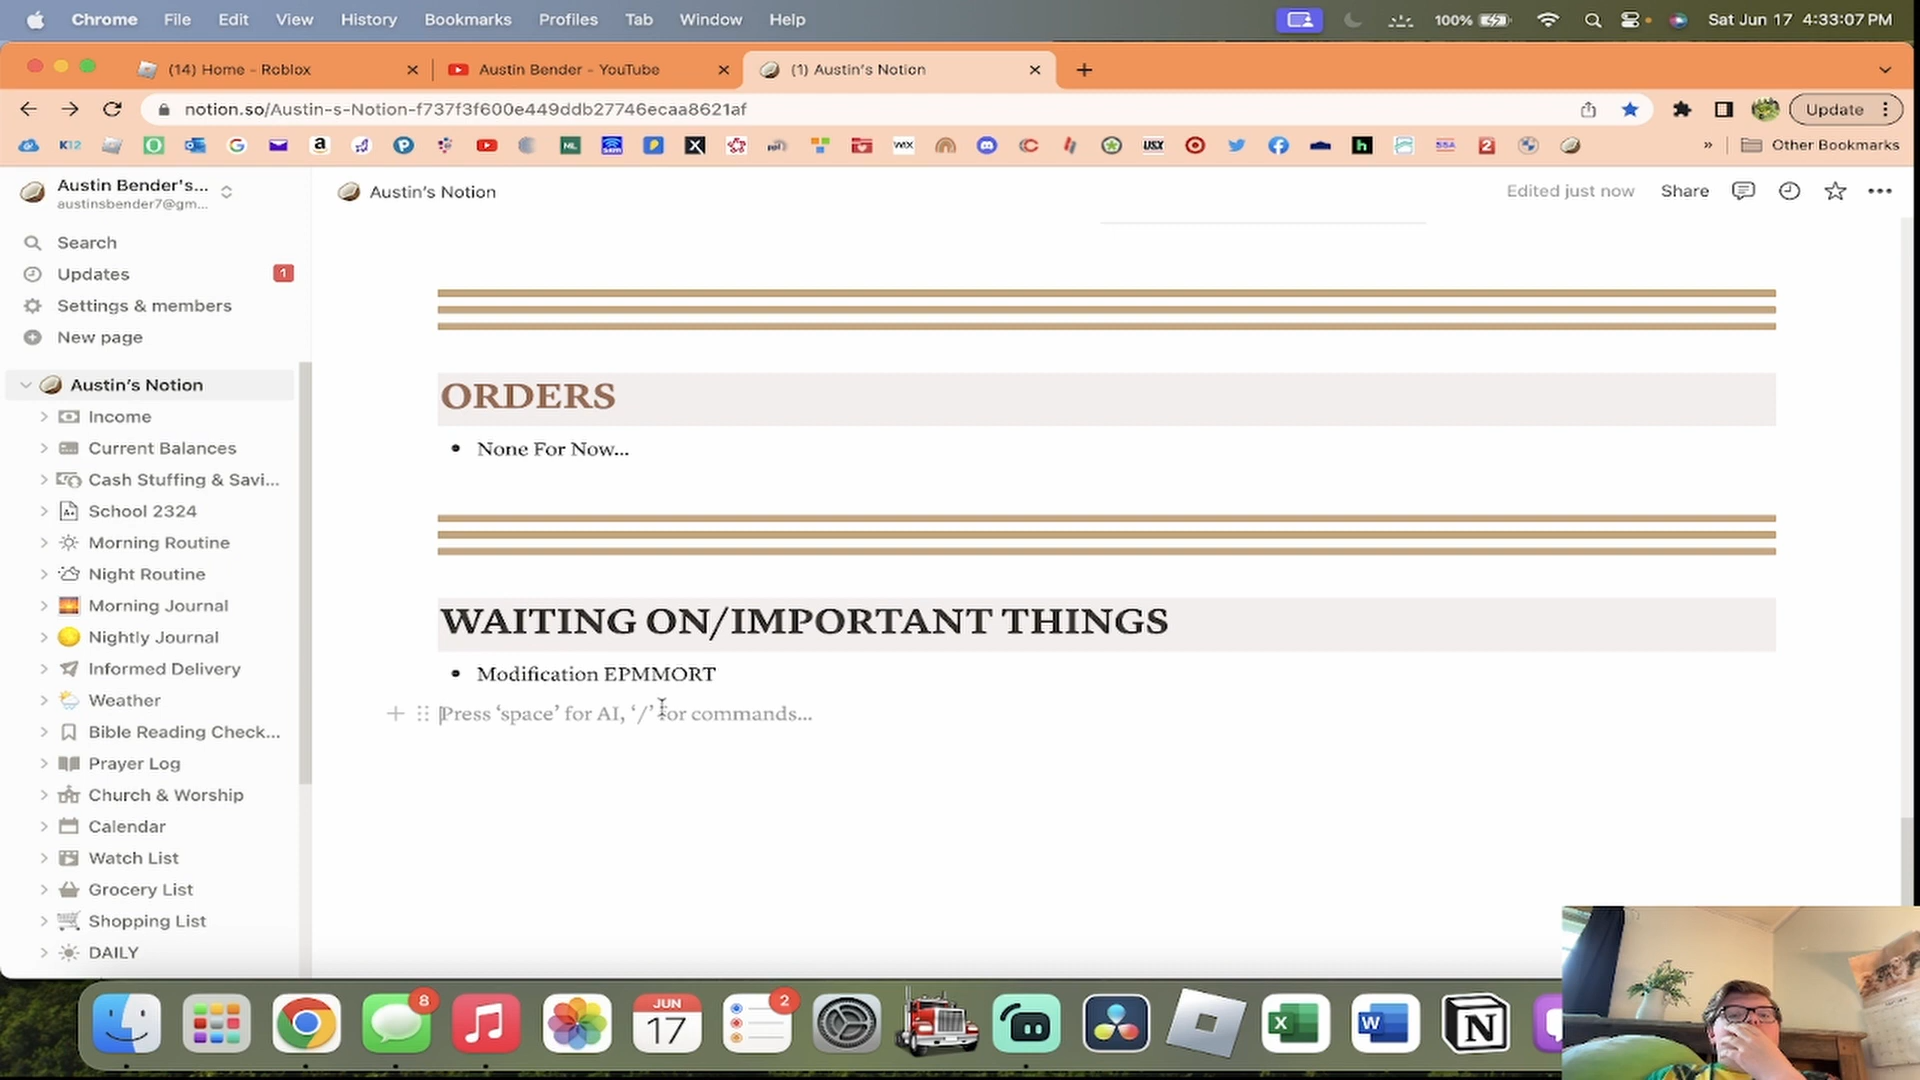 Chrome File Edit View History Bookmarks Profiles Tab Window Help 100% Sat Jun 17 4:33:07 PM
(14) Home - Roblox Austin Bender - YouTube (1) Austin's Notion
notion.so/Austin-s-Notion-f737f3f600e449ddb27746ecaa8621af Update
K12 Other Bookmarks
Austin Bender's...
austinsbender7@gm...
Austin's Notion Edited just now Share
Search
Updates 1
Settings & members
New page
Austin's Notion
Income
Current Balances
Cash Stuffing & Savi...
School 2324
Morning Routine
Night Routine
Morning Journal
Nightly Journal
Informed Delivery
Weather
Bible Reading Check...
Prayer Log
Church & Worship
Calendar
Watch List
Grocery List
Shopping List
DAILY
ORDERS
None For Now...
WAITING ON/IMPORTANT THINGS
Modification EPMMORT
Press ‘space’ for AI, ‘/’ for commands...
8 JUN 17 2